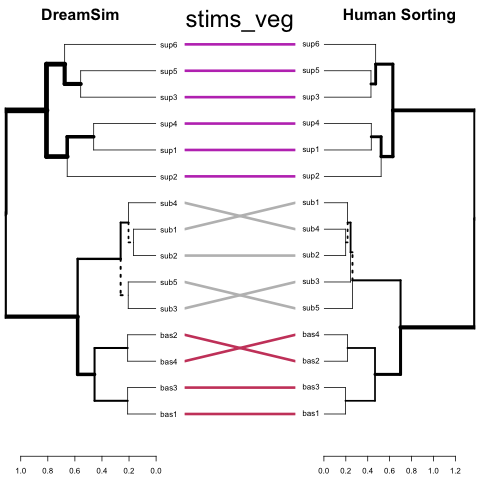 DreamSim stims_veg Human Sorting
sup6 sup6
sup5 sup5
sup3 sup3
sup4 sup4
sup1 sup1
sup2 sup2
sub4 sub1
sub1 sub4
sub2 sub2
sub5 sub3
sub3 sub5
bas2 bas4
bas4 bas2
bas3 bas3
bas1 bas1
1.0 0.8 0.6 0.4 0.2 0.0 0.0 0.2 0.4 0.6 0.8 1.0 1.2